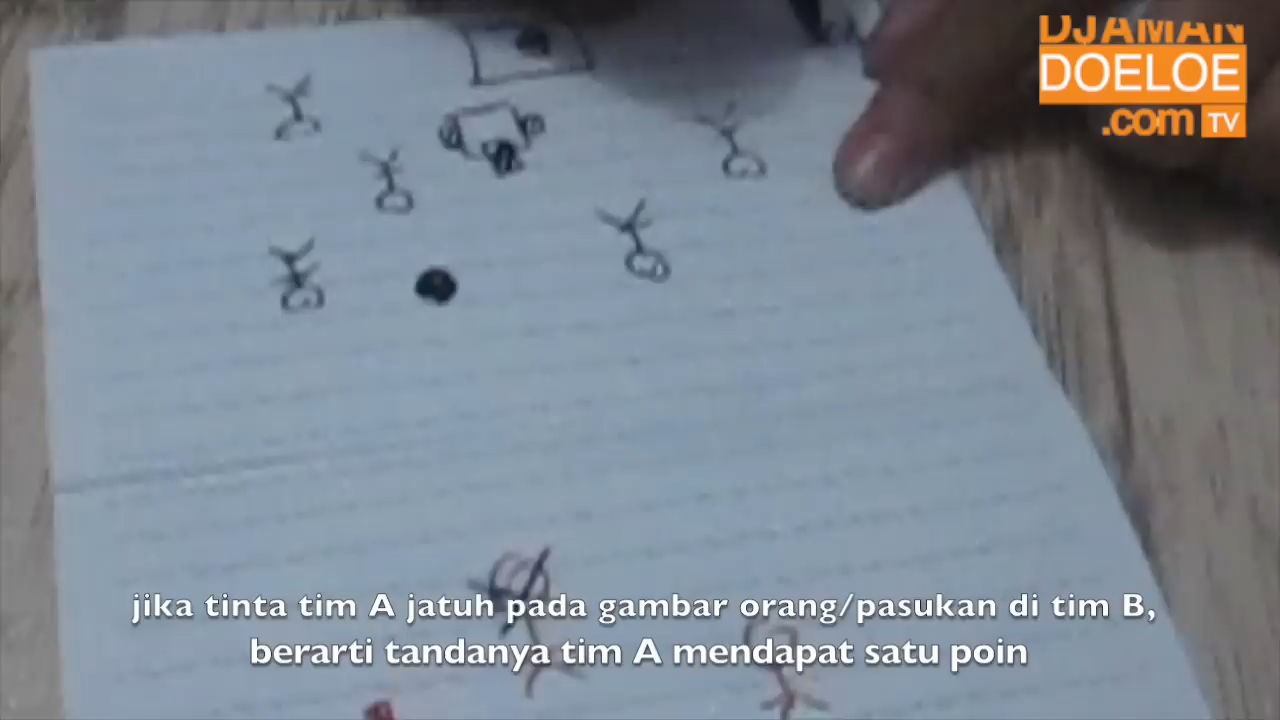 DJAMAN
DOELOE
.com TV
jika tinta tim A jatuh pada gambar orang/pasukan di tim B,
berarti tandanya tim A mendapat satu poin